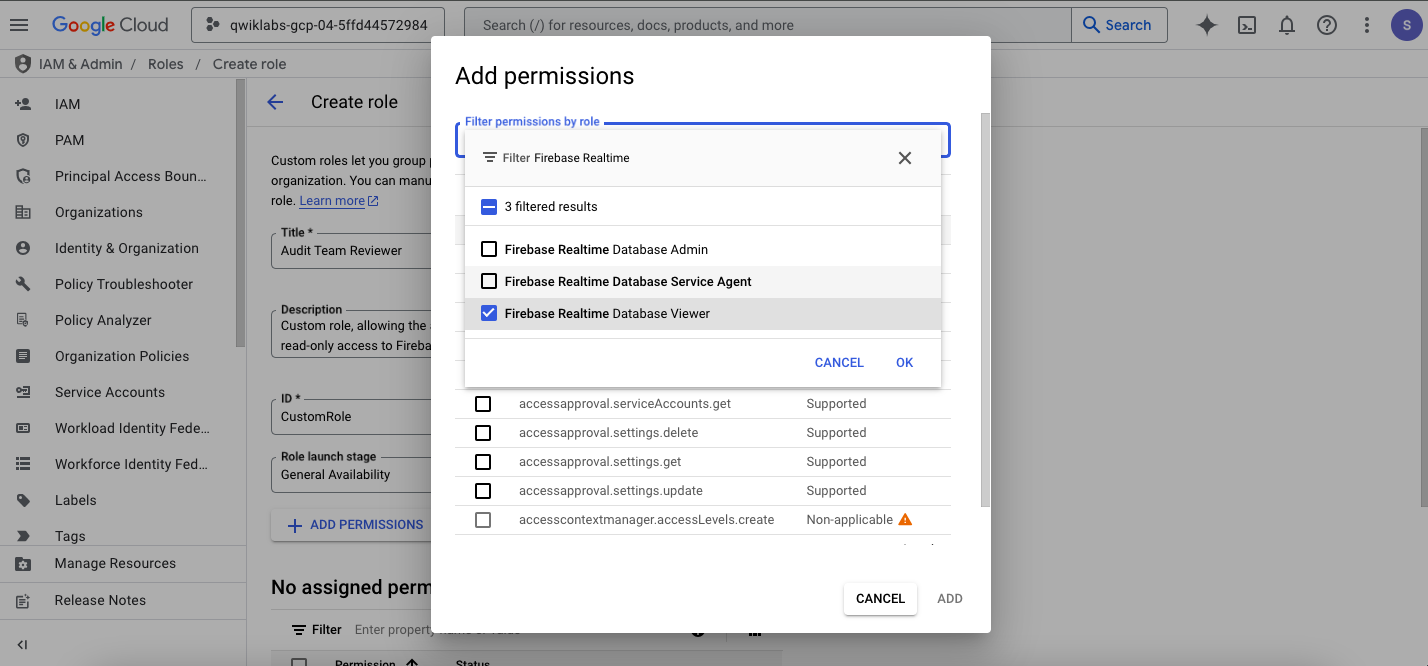 Google Cloud
qwiklabs-gcp-04-5ffd44572984
Search (/) for resources, docs, products, and more
Search
S
IAM & Admin / Roles / Create role
IAM
PAM
Principal Access Boun...
Organizations
Identity & Organization
Policy Troubleshooter
Policy Analyzer
Organization Policies
Service Accounts
Workload Identity Fede...
Workforce Identity Fed...
Labels
Tags
Manage Resources
Release Notes
Create role
Custom roles let you group
organization. You can manu
role. Learn more
Title *
Audit Team Reviewer
Description
Custom role, allowing the
read-only access to Fireba
ID *
CustomRole
Role launch stage
General Availability
ADD PERMISSIONS
No assigned perm
Filter Enter property
Permission Status
Add permissions
Filter permissions by role
Filter Firebase Realtime
3 filtered results
Firebase Realtime Database Admin
Firebase Realtime Database Service Agent
Firebase Realtime Database Viewer
CANCEL OK
accessapproval.serviceAccounts.get Supported
accessapproval.settings.delete Supported
accessapproval.settings.get Supported
accessapproval.settings.update Supported
accesscontextmanager.accessLevels.create Non-applicable
CANCEL ADD